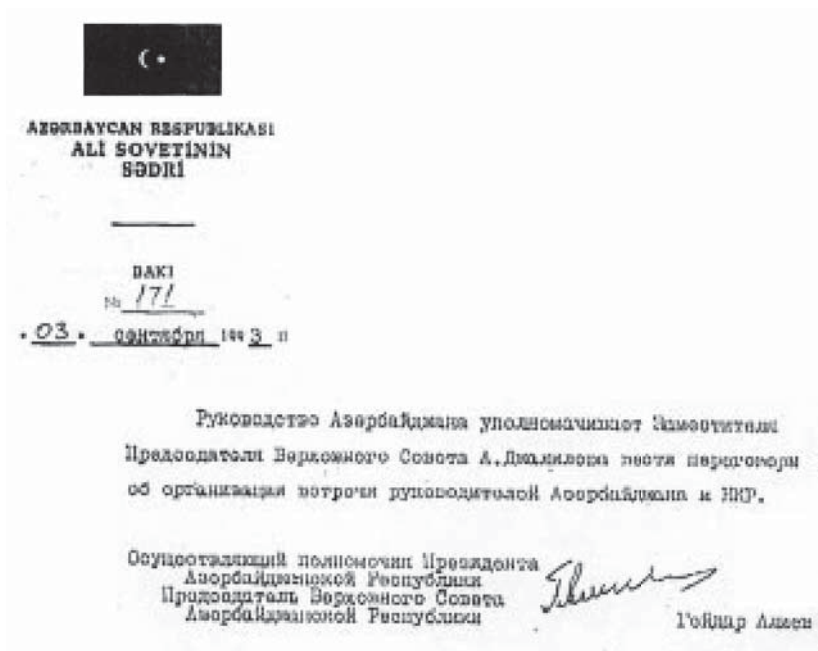 AZƏRBAYCAN RESPUBLIKASI
ALİ SOVETİNİN
SƏDRİ
BAKI
№ 171
"03" сентября 1993 г
Руководство Азербайджана уполномачивает Заместителя
Председателя Верховного Совета А.Джалилова вести переговоры
об организации встречи руководителей Азербайджана и НКР.
Осуществляющий полномочия Президента
Азербайджанской Республики
Председатель Верховного Совета
Азербайджанской Республики
Гейдар Алиев